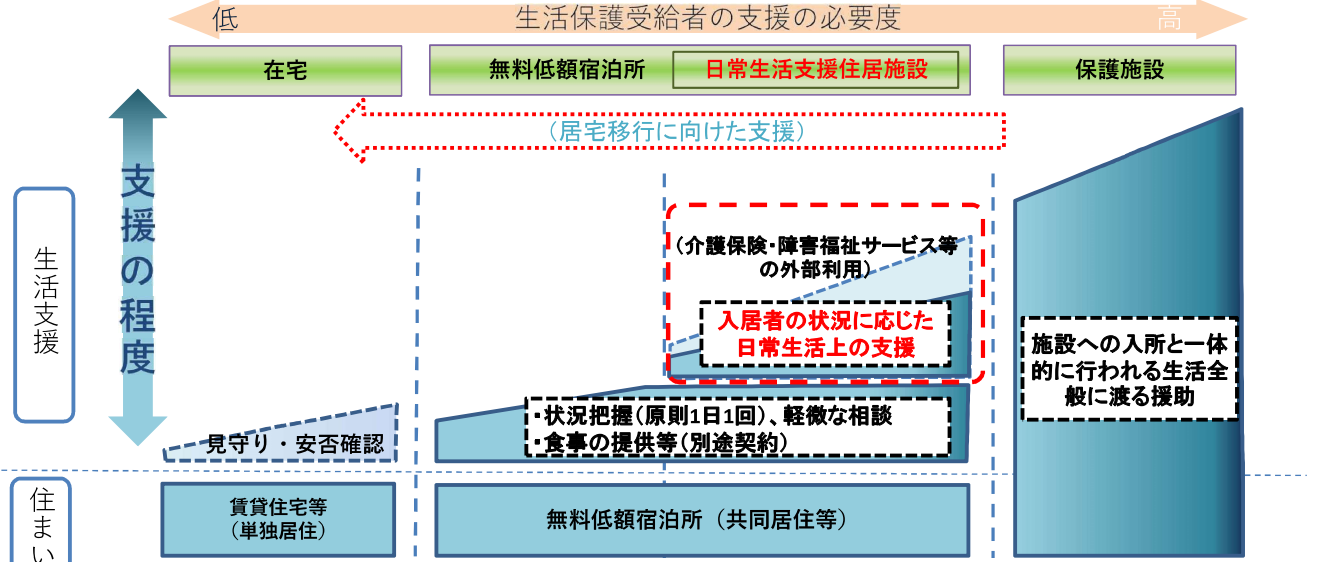 低
生活保護受給者の支援の必要度
高
在宅
無料低額宿泊所
日常生活支援住居施設
保護施設
(居宅移行に向けた支援)
支援の程度
生活支援
(介護保険・障害福祉サービス等
の外部利用)
入居者の状況に応じた
日常生活上の支援
施設への入所と一体
的に行われる生活全
般に渡る援助
・状況把握(原則1日1回)、軽微な相談
・食事の提供等(別途契約)
見守り・安否確認
住まい
賃貸住宅等
(単独居住)
無料低額宿泊所(共同居住等)